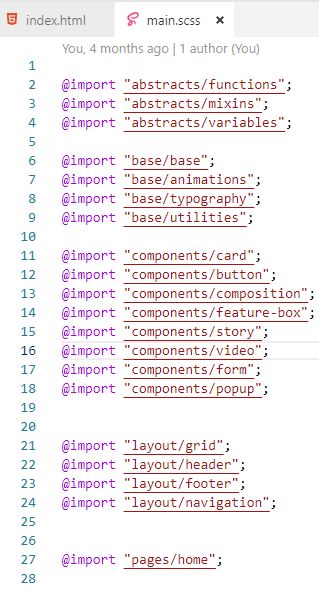 index.html main.scss
You, 4 months ago | 1 author (You)
1
2 @import "abstracts/functions";
3 @import "abstracts/mixins";
4 @import "abstracts/variables";
5
6 @import "base/base";
7 @import "base/animations";
8 @import "base/typography";
9 @import "base/utilities";
10
11 @import "components/card";
12 @import "components/button";
13 @import "components/composition";
14 @import "components/feature-box";
15 @import "components/story";
16 @import "components/video";
17 @import "components/form";
18 @import "components/popup";
19
20
21 @import "layout/grid";
22 @import "layout/header";
23 @import "layout/footer";
24 @import "layout/navigation";
25
26
27 @import "pages/home";
28